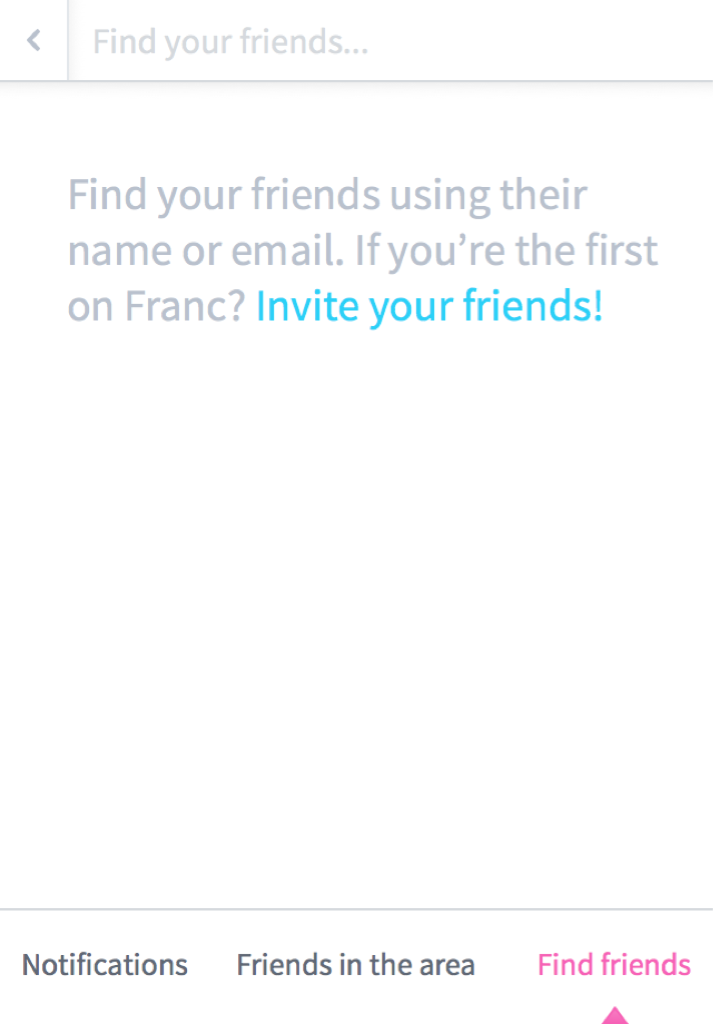 Find your friends...
Find your friends using their
name or email. If you’re the first
on Franc? Invite your friends!
Notifications
Friends in the area
Find friends